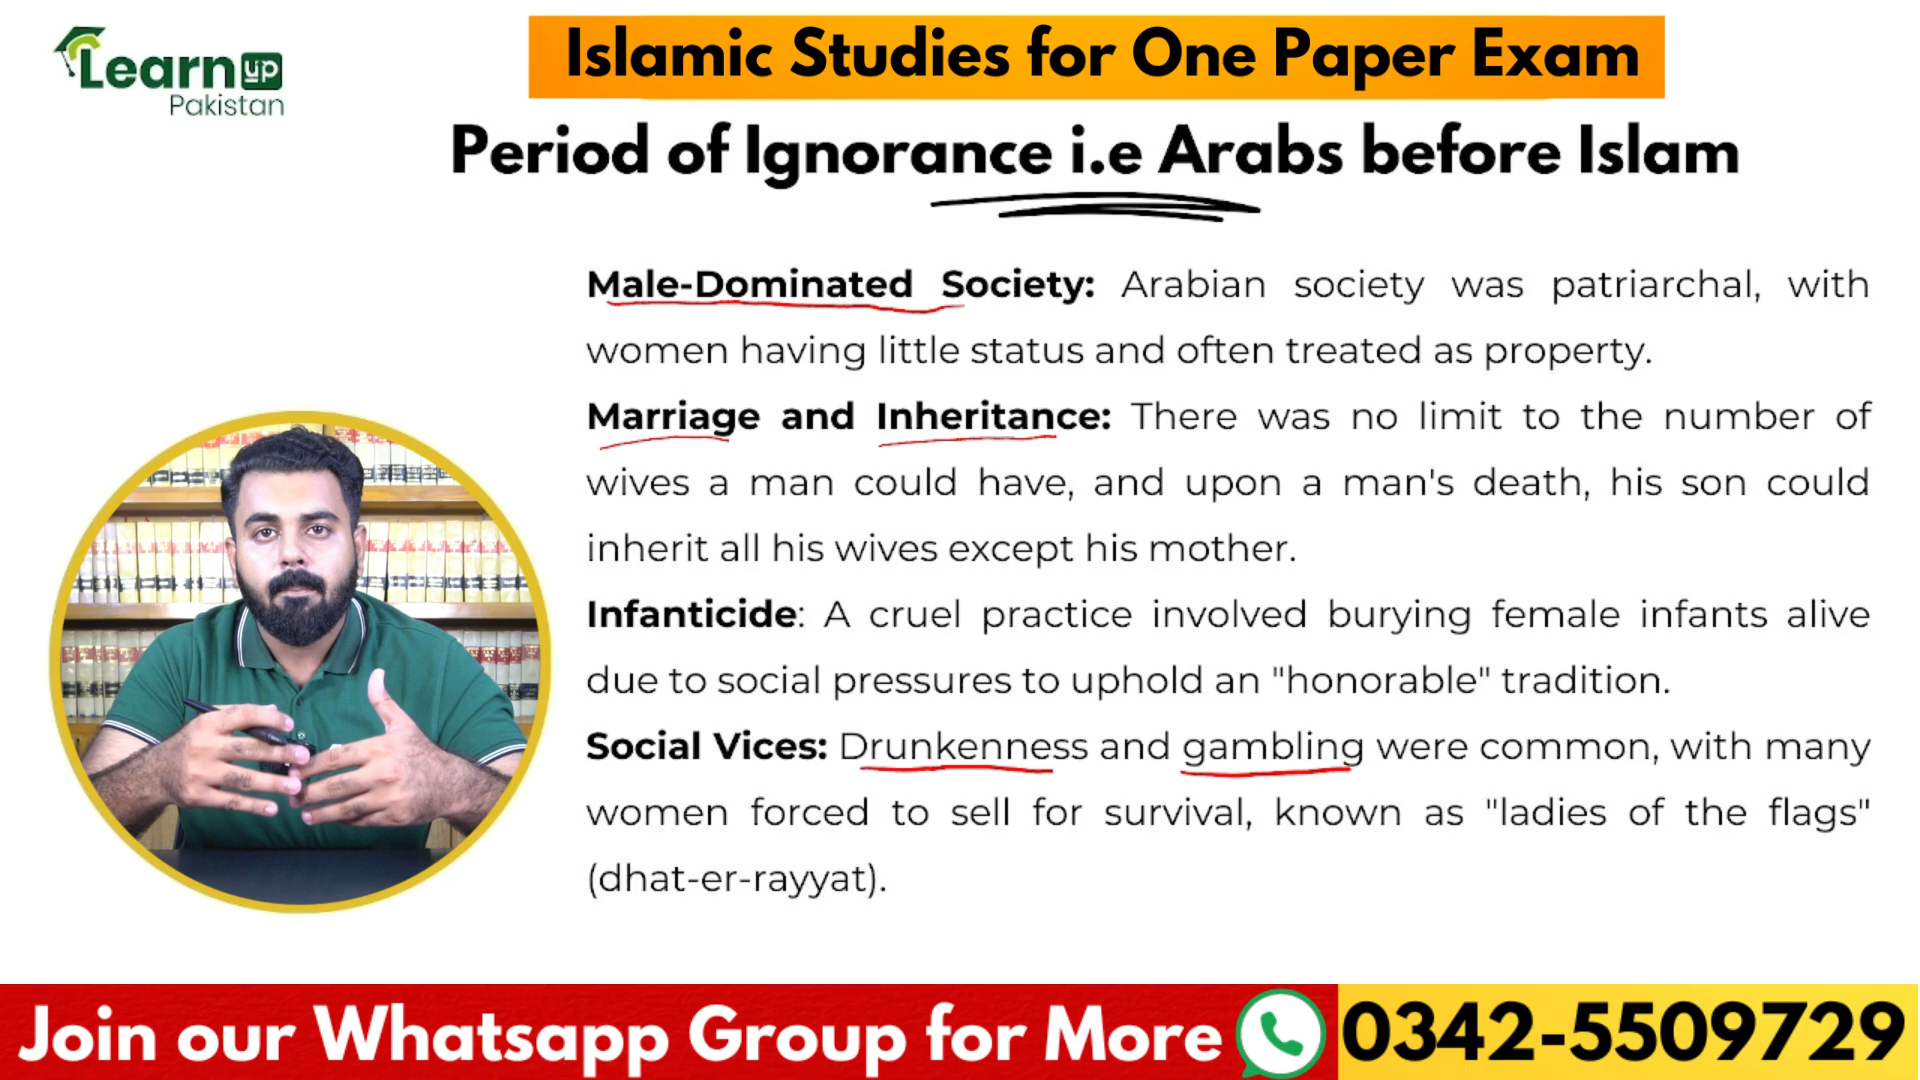 Learn up
Pakistan
Islamic Studies for One Paper Exam
Period of Ignorance i.e Arabs before Islam
Male-Dominated Society: Arabian society was patriarchal, with
women having little status and often treated as property.
Marriage and Inheritance: There was no limit to the number of
wives a man could have, and upon a man's death, his son could
inherit all his wives except his mother.
Infanticide: A cruel practice involved burying female infants alive
due to social pressures to uphold an "honorable" tradition.
Social Vices: Drunkenness and gambling were common, with many
women forced to sell for survival, known as "ladies of the flags"
(dhat-er-rayyat).
Join our Whatsapp Group for More 0342-5509729